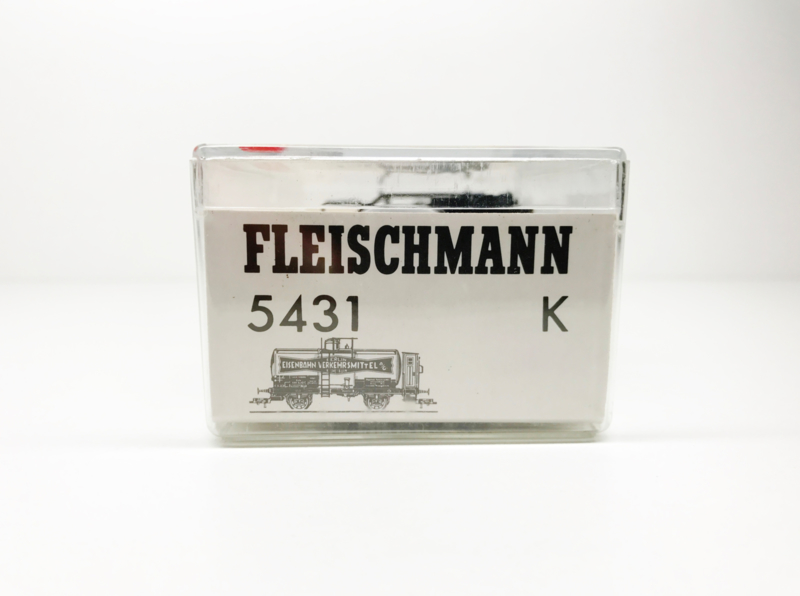 FLEISCHMANN
5431 K
EISENBAHN-VERKEHRSMITTEL